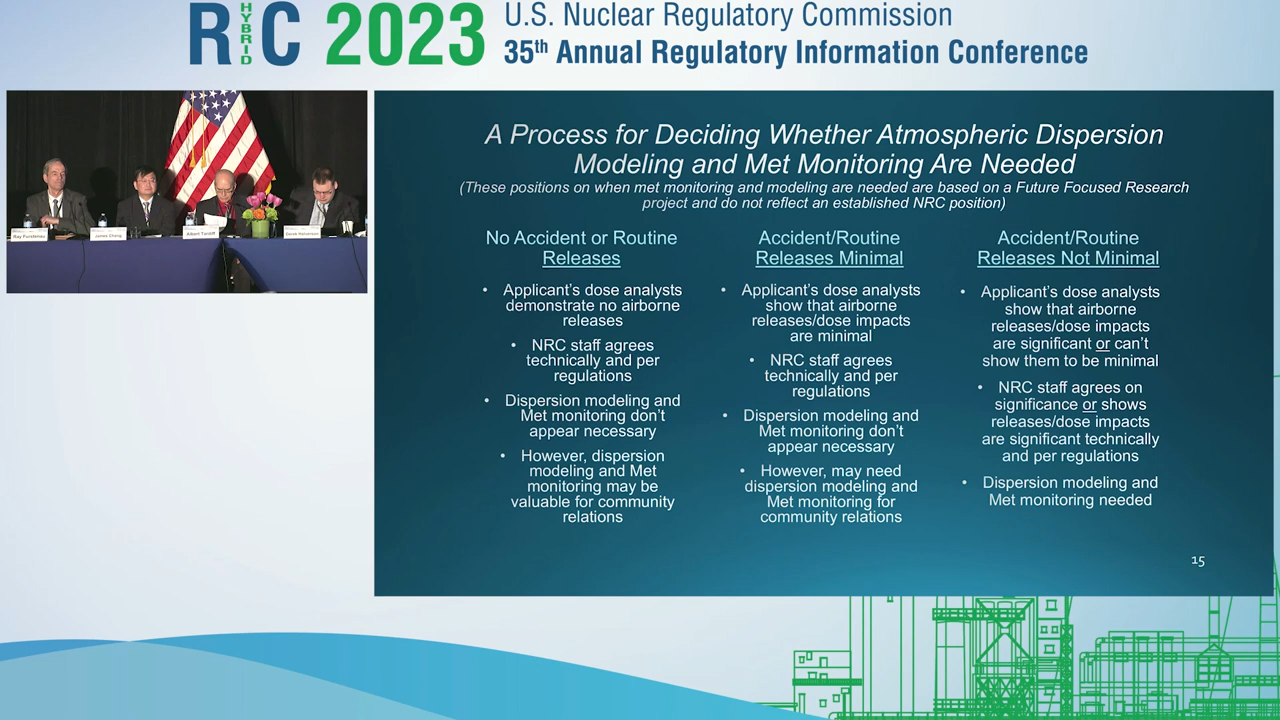 RIC 2023
HYBRID
U.S. Nuclear Regulatory Commission
35th Annual Regulatory Information Conference
Ray Furstenau
James Chang
Albert Tardiff
Derek Halverson
A Process for Deciding Whether Atmospheric Dispersion
Modeling and Met Monitoring Are Needed
(These positions on when met monitoring and modeling are needed are based on a Future Focused Research
project and do not reflect an established NRC position)
No Accident or Routine
Releases
• Applicant’s dose analysts
demonstrate no airborne
releases
• NRC staff agrees
technically and per
regulations
• Dispersion modeling and
Met monitoring don’t
appear necessary
• However, dispersion
modeling and Met
monitoring may be
valuable for community
relations
Accident/Routine
Releases Minimal
• Applicant’s dose analysts
show that airborne
releases/dose impacts
are minimal
• NRC staff agrees
technically and per
regulations
• Dispersion modeling and
Met monitoring don’t
appear necessary
• However, may need
dispersion modeling and
Met monitoring for
community relations
Accident/Routine
Releases Not Minimal
• Applicant’s dose analysts
show that airborne
releases/dose impacts
are significant or can’t
show them to be minimal
• NRC staff agrees on
significance or shows
releases/dose impacts
are significant technically
and per regulations
• Dispersion modeling and
Met monitoring needed
15